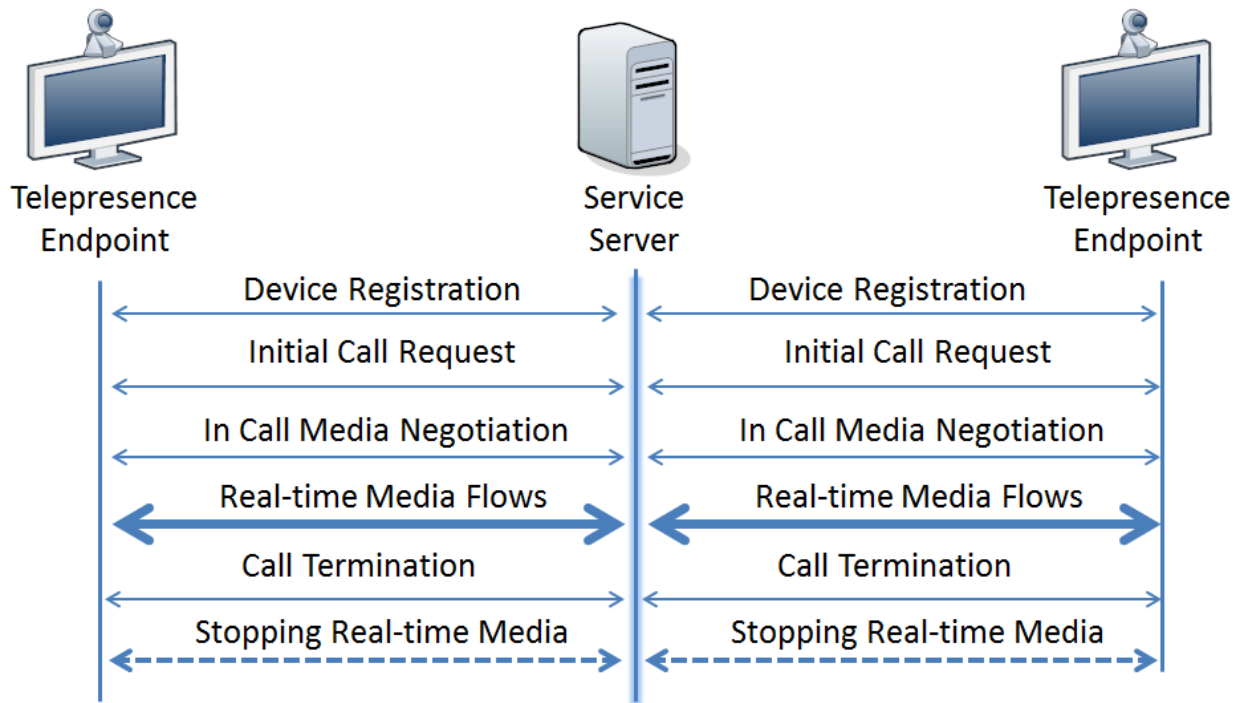 Telepresence
Endpoint
Service
Server
Telepresence
Endpoint
Device Registration
Device Registration
Initial Call Request
Initial Call Request
In Call Media Negotiation
In Call Media Negotiation
Real-time Media Flows
Real-time Media Flows
Call Termination
Call Termination
Stopping Real-time Media
Stopping Real-time Media